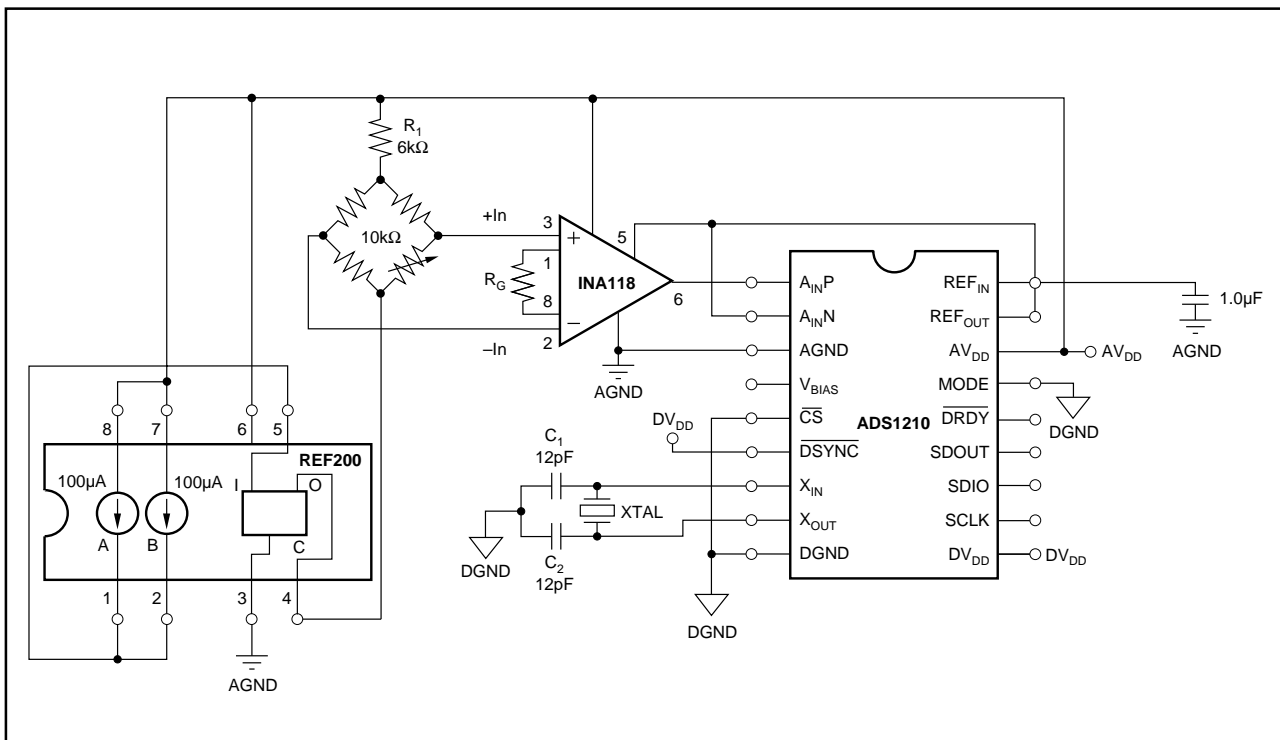 R1
6kΩ
10kΩ
+In
–In
3
1
8
2
+
–
RG
5
6
INA118
AGND
AINP
AINN
AGND
VBIAS
CS
DSYNC
XIN
XOUT
DGND
ADS1210
REFIN
REFOUT
AVDD
MODE
DRDY
SDOUT
SDIO
SCLK
DVDD
1.0µF
AGND
AVDD
DGND
DVDD
DVDD
C1
12pF
XTAL
C2
12pF
DGND
DGND
8 7 6 5
REF200
100µA 100µA I O
A B C
1 2 3 4
AGND